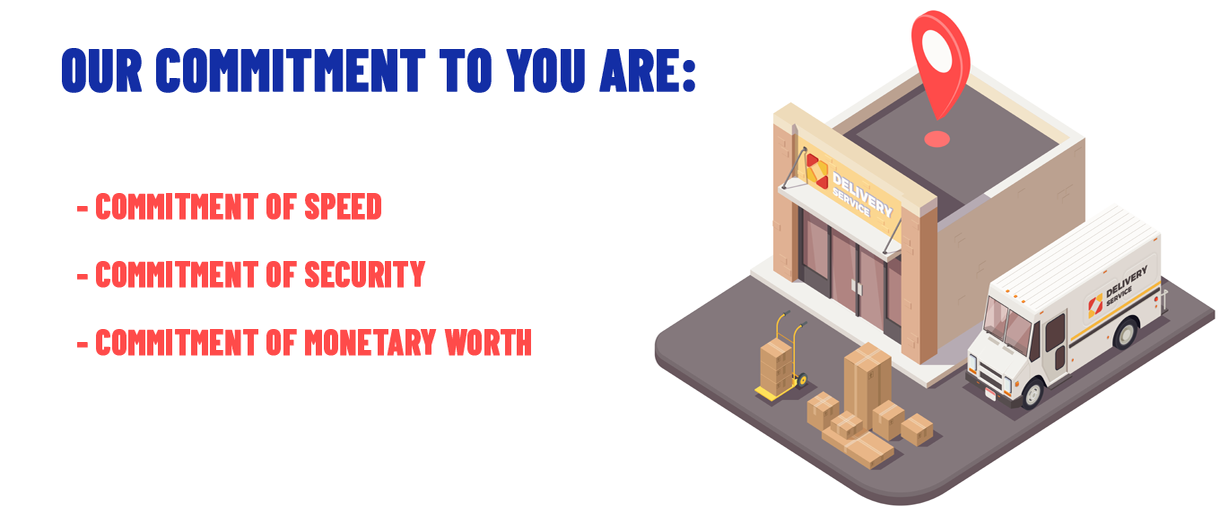 OUR COMMITMENT TO YOU ARE:
- COMMITMENT OF SPEED
- COMMITMENT OF SECURITY
- COMMITMENT OF MONETARY WORTH
DELIVERY
SERVICE
DELIVERY
SERVICE